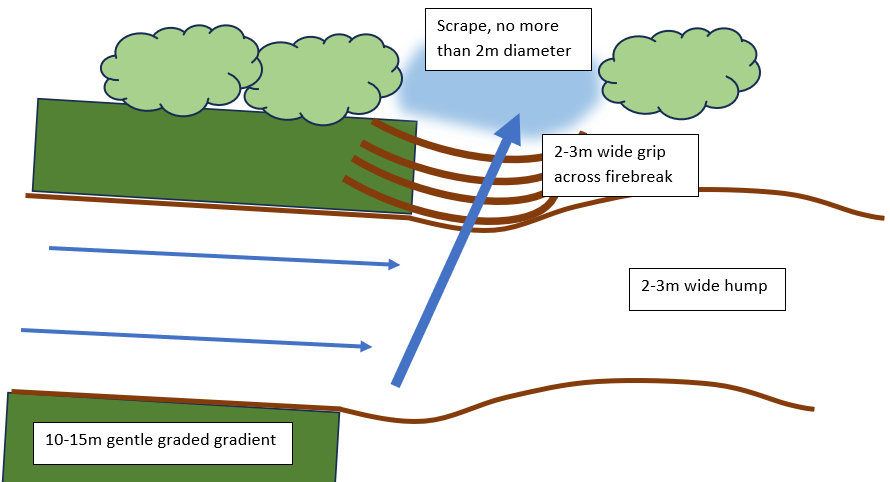 Scrape, no more
than 2m diameter
2-3m wide grip
across firebreak
2-3m wide hump
10-15m gentle graded gradient